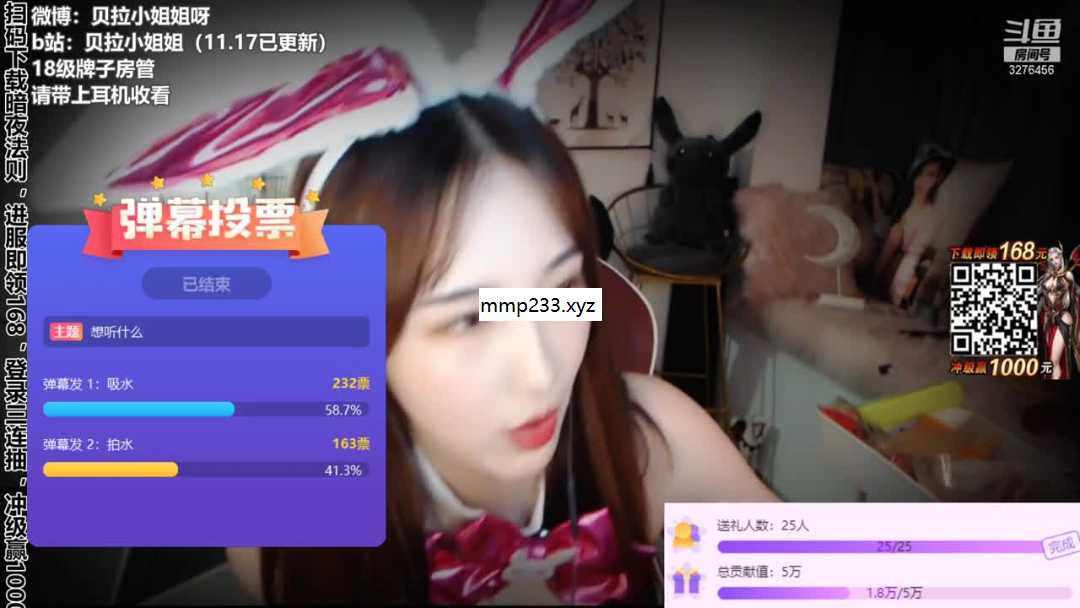 微博：贝拉小姐姐呀
b站：贝拉小姐姐（11.17已更新）
18级牌子房管
请带上耳机收看
扫码下载暗夜法则，进服即领168，登录三连抽，冲级赢1000
斗鱼
房间号
3276456
弹幕投票
已结束
主题 想听什么
弹幕发 1：吸水 232票
58.7%
弹幕发 2：拍水 163票
41.3%
mmp233.xyz
下载即领168元
冲级赢1000元
送礼人数：25人
25/25
完成
总贡献值：5万
1.8万/5万